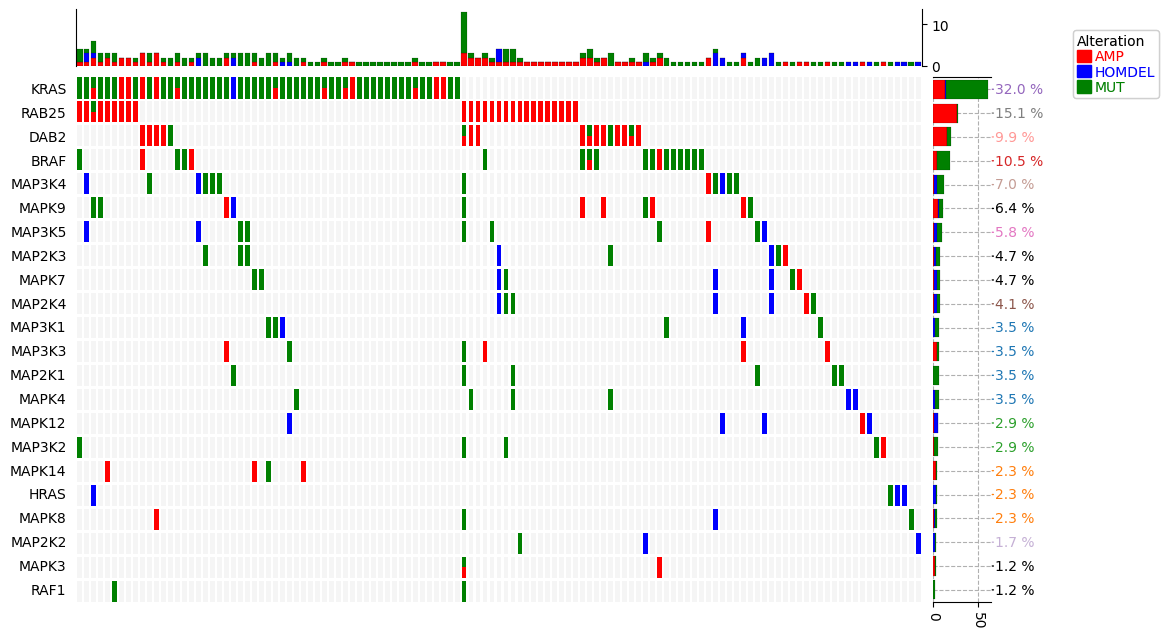 10
0
Alteration
AMP
HOMDEL
MUT
KRAS 32.0 %
RAB25 15.1 %
DAB2 9.9 %
BRAF 10.5 %
MAP3K4 7.0 %
MAPK9 6.4 %
MAP3K5 5.8 %
MAP2K3 4.7 %
MAPK7 4.7 %
MAP2K4 4.1 %
MAP3K1 3.5 %
MAP3K3 3.5 %
MAP2K1 3.5 %
MAPK4 3.5 %
MAPK12 2.9 %
MAP3K2 2.9 %
MAPK14 2.3 %
HRAS 2.3 %
MAPK8 2.3 %
MAP2K2 1.7 %
MAPK3 1.2 %
RAF1 1.2 %
0 50